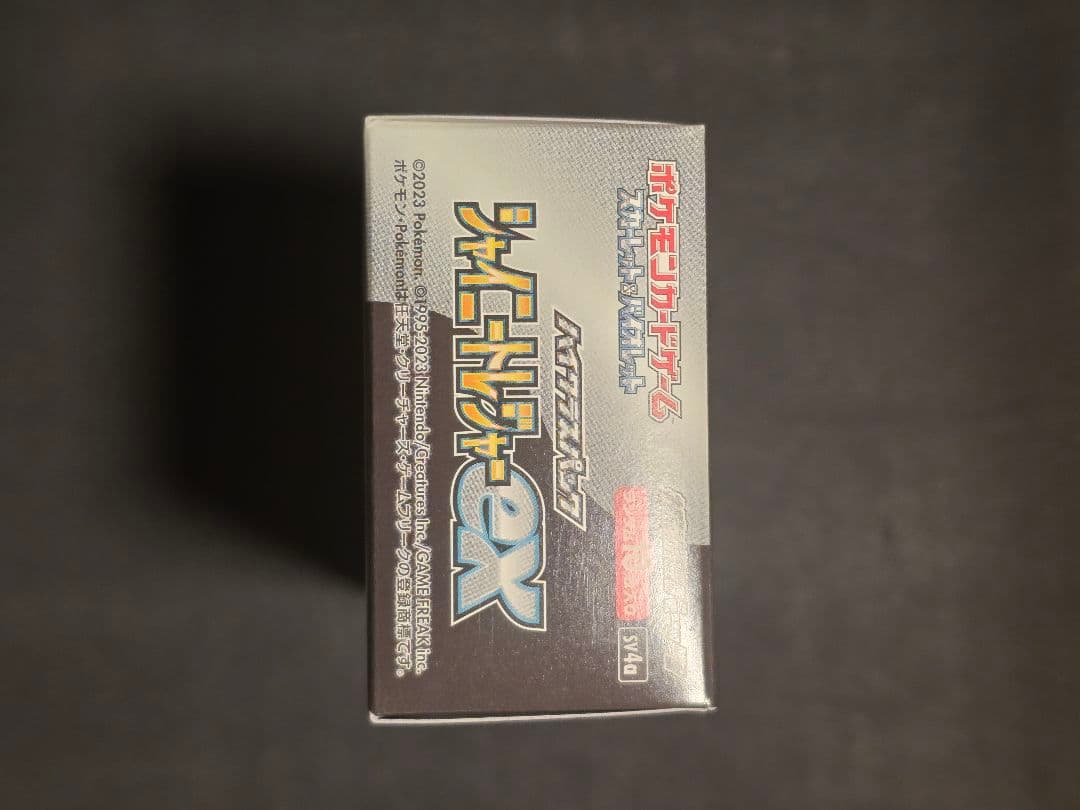 ポケモンカードゲーム
スカーレット&バイオレット
ハイクラスパック
シャイニートレジャーex
SV4a
©2023 Pokémon. ©1995-2023 Nintendo/Creatures Inc./GAME FREAK inc.
ポケモン・Pokémonは任天堂・クリーチャーズ・ゲームフリークの登録商標です。